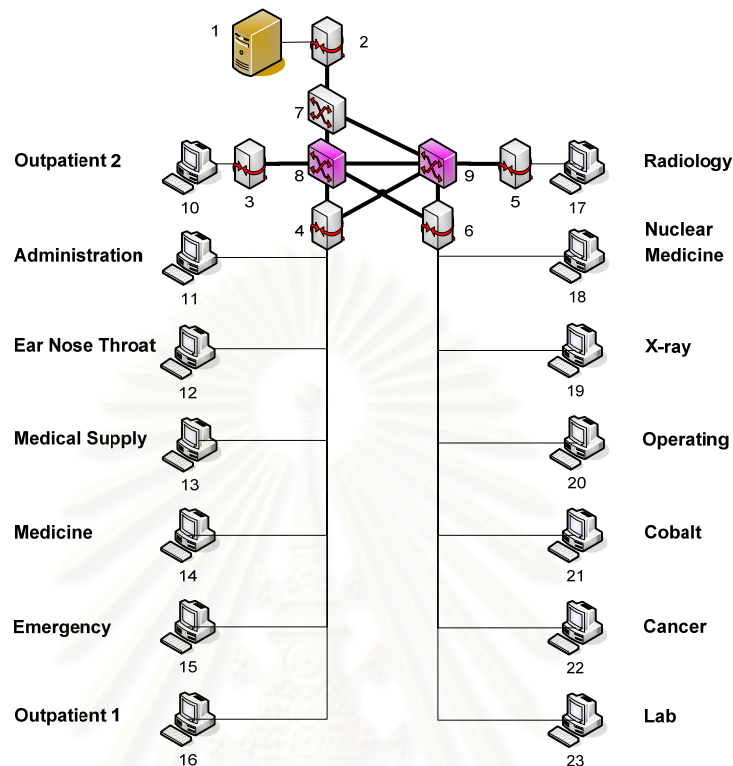 1
2
7
Outpatient 2
8
9
Radiology
10
3
5
17
4
6
Administration
Nuclear
Medicine
11
18
Ear Nose Throat
X-ray
12
19
Medical Supply
Operating
13
20
Medicine
Cobalt
14
21
Emergency
Cancer
15
22
Outpatient 1
Lab
16
23